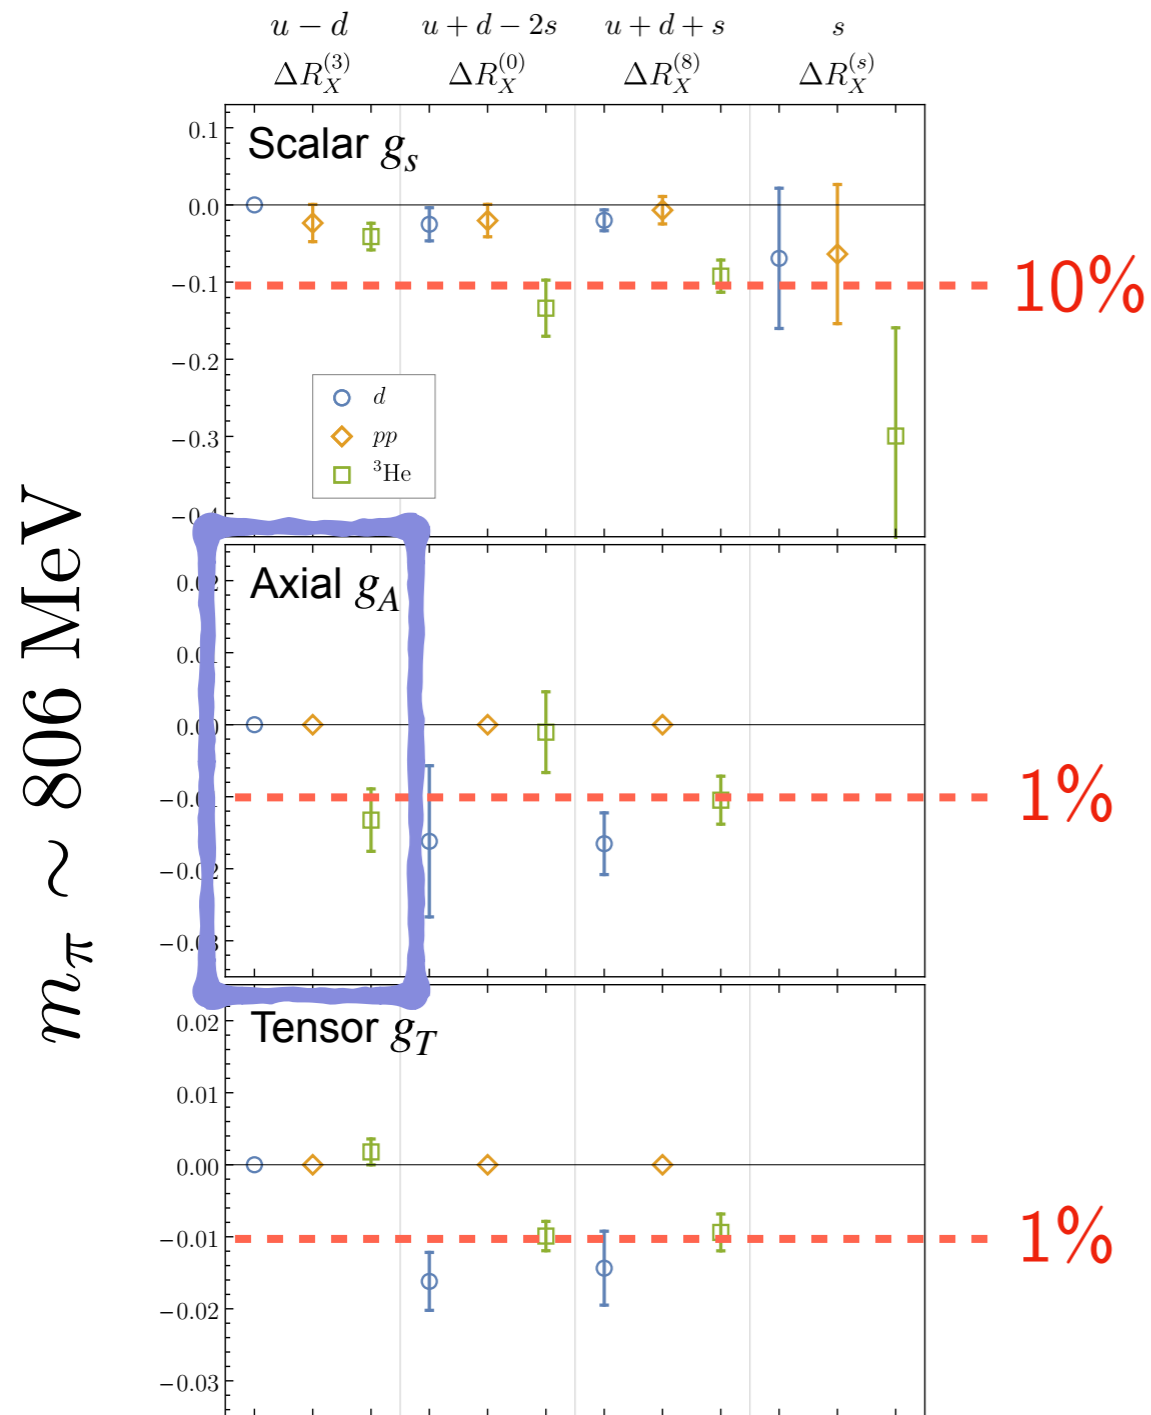 u − d u + d − 2s u + d + s s
ΔR_X^(3) ΔR_X^(0) ΔR_X^(8) ΔR_X^(s)
Scalar g_s
0.1
0.0
−0.1
−0.2
−0.3
10%
d
pp
³He
m_π ∼ 806 MeV
Axial g_A
0.00
1%
Tensor g_T
0.02
0.01
0.00
−0.01
−0.02
−0.03
1%